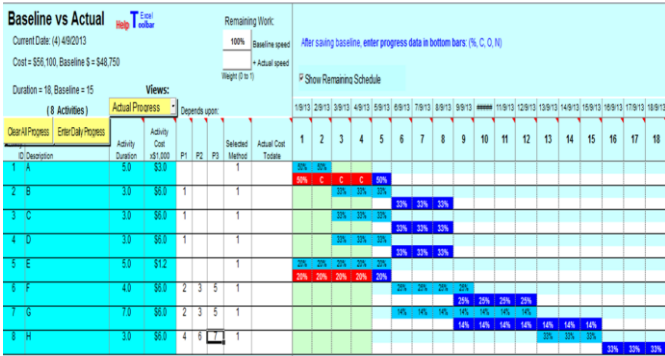 Baseline vs Actual Help T Excel oolbar Remaining Work:
Current Date: (4) 4/9/2013 100% Baseline speed After saving baseline, enter progress data in bottom bars: (%, C, O, N)
Cost = $56,100, Baseline $ = $48,750 + Actual speed
Weight (0 to 1) Show Remaining Schedule
Duration = 18, Baseline = 15 Views:
( 8 Activities ) Actual Progress Depends upon: 1/9/13 2/9/13 3/9/13 4/9/13 5/9/13 6/9/13 7/9/13 8/9/13 9/9/13 ##### 11/9/13 12/9/13 13/9/13 14/9/13 15/9/13 16/9/13 17/9/13 18/9/13
Clear All Progress Enter Daily Progress Activity Duration Activity Cost x$1,000 P1 P2 P3 Selected Method Actual Cost Todate 1 2 3 4 5 6 7 8 9 10 11 12 13 14 15 16 17 18
ID Description
1 A 5.0 $3.0 1 50% 50%
50% C C C 50%
2 B 3.0 $6.0 1 1 33% 33% 33%
33% 33% 33%
3 C 3.0 $6.0 1 1 33% 33% 33%
33% 33% 33%
4 D 3.0 $6.0 1 1 33% 33% 33%
33% 33% 33%
5 E 5.0 $1.2 1 20% 20% 20% 20% 20%
20% 20% 20% 20% 20%
6 F 4.0 $6.0 2 3 5 1 25% 25% 25% 25%
25% 25% 25% 25%
7 G 7.0 $6.0 2 3 5 1 14% 14% 14% 14% 14% 14% 14%
14% 14% 14% 14% 14% 14% 14%
8 H 3.0 $6.0 4 6 7 1 33% 33% 33%
33% 33% 33%